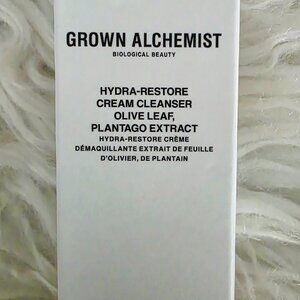 GROWN ALCHEMIST
BIOLOGICAL BEAUTY
HYDRA-RESTORE
CREAM CLEANSER
OLIVE LEAF,
PLANTAGO EXTRACT
HYDRA-RESTORE CRÈME
DÉMAQUILLANTE EXTRAIT DE FEUILLE
D'OLIVIER, DE PLANTAIN